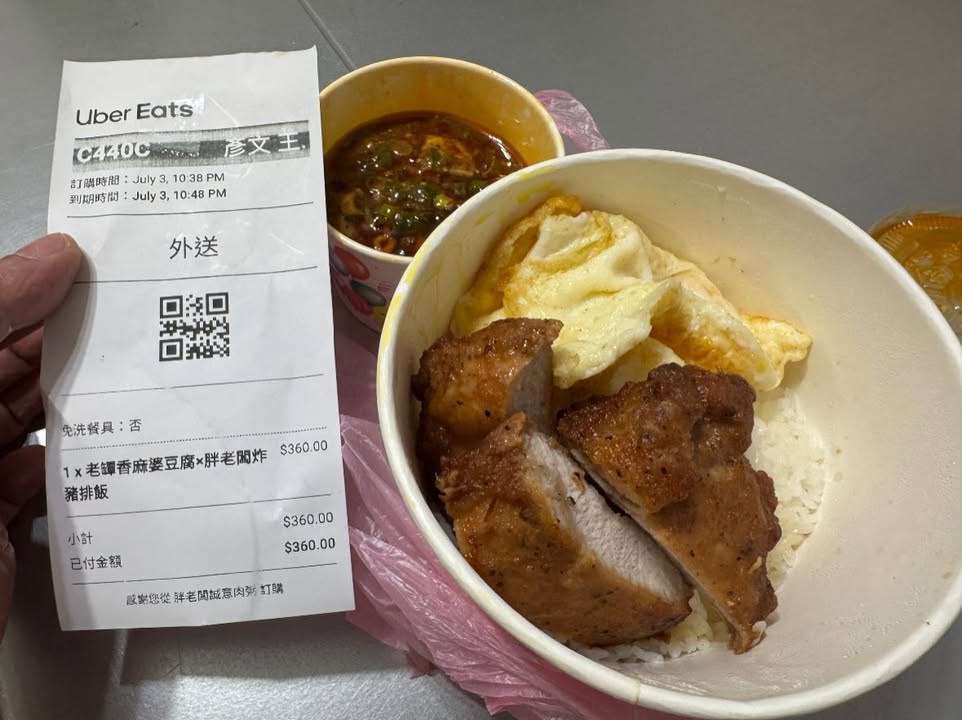 Uber Eats
C440C 彥文 王.
訂購時間：July 3, 10:38 PM
到期時間：July 3, 10:48 PM
外送
免洗餐具：否
1 x 老罈香麻婆豆腐×胖老闆炸 $360.00
豬排飯
小計 $360.00
已付金額 $360.00
感謝您從 胖老闆誠意肉粥 訂購